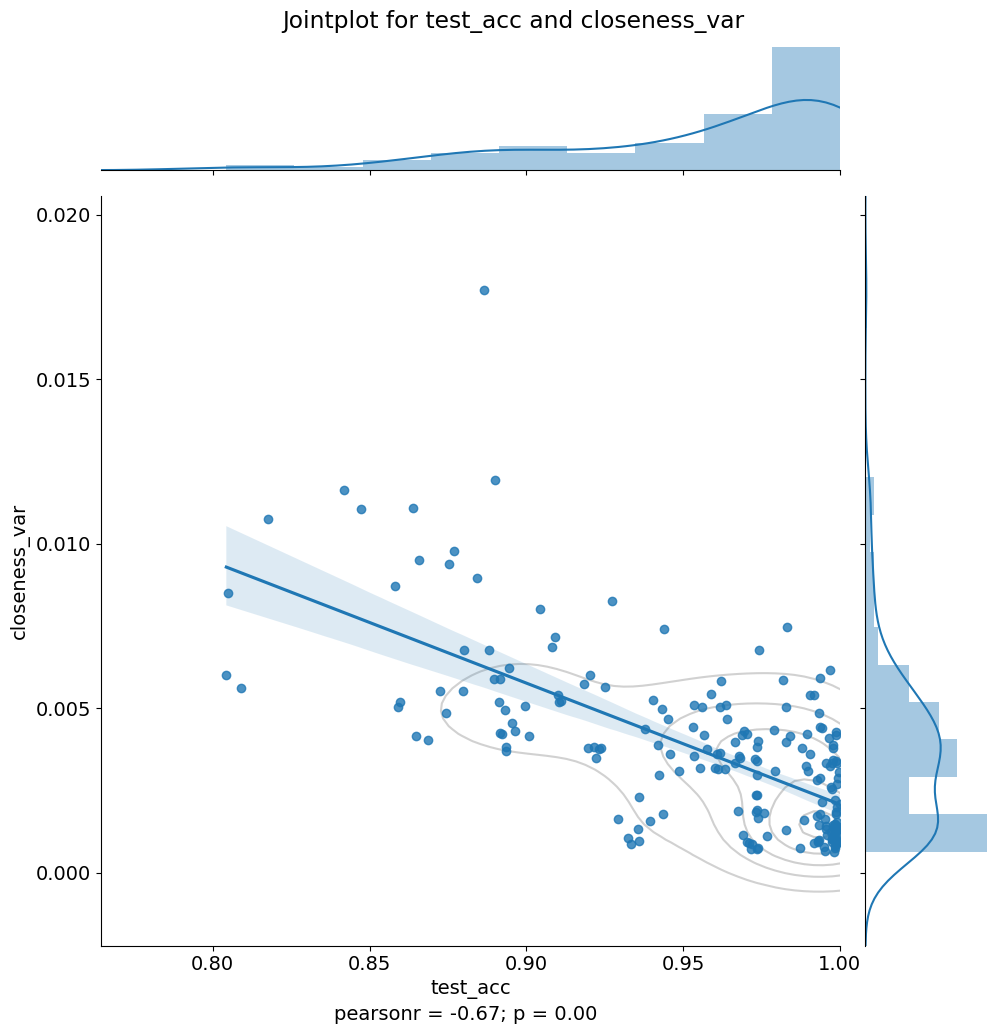 Jointplot for test_acc and closeness_var
0.020
0.015
0.010
0.005
0.000
closeness_var
0.80 0.85 0.90 0.95 1.00
test_acc
pearsonr = -0.67; p = 0.00